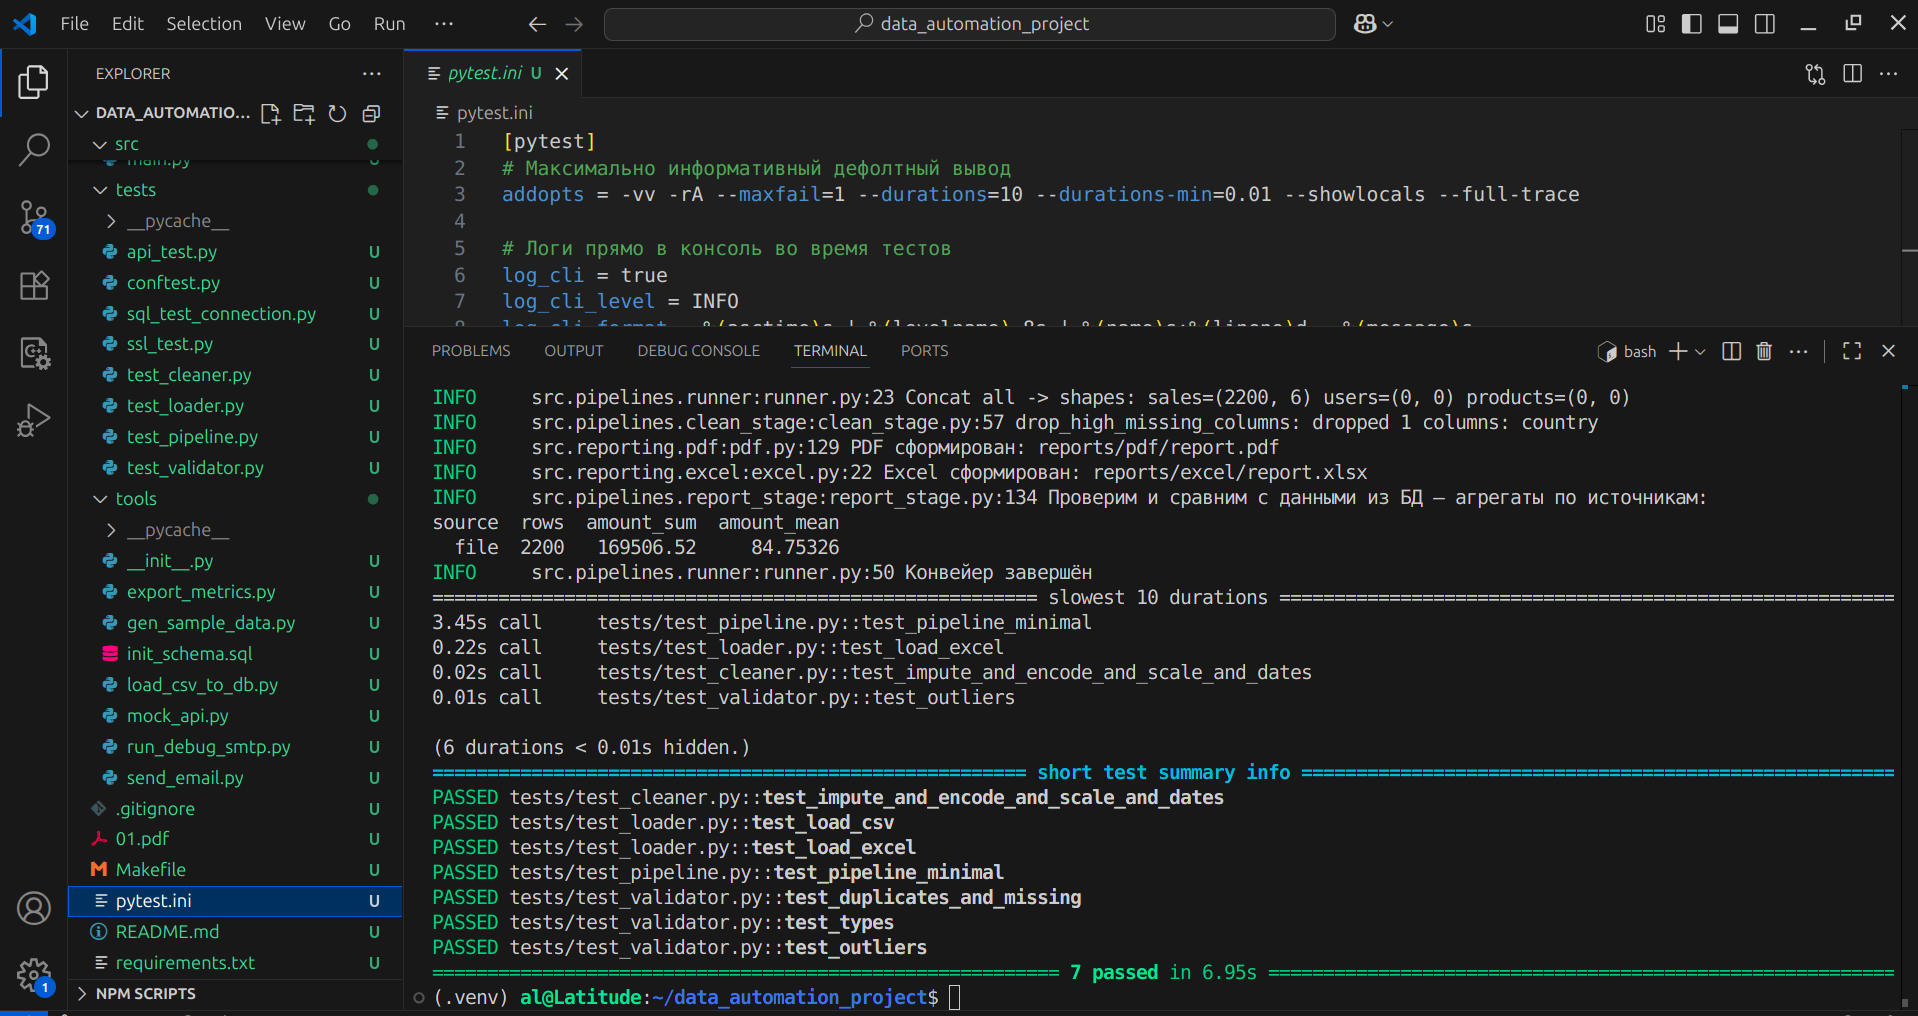 File Edit Selection View Go Run ··· data_automation_project
EXPLORER
DATA_AUTOMATIO...
src
main.py U
tests
__pycache__
api_test.py U
conftest.py U
sql_test_connection.py U
ssl_test.py U
test_cleaner.py U
test_loader.py U
test_pipeline.py U
test_validator.py U
tools
__pycache__
__init__.py U
export_metrics.py U
gen_sample_data.py U
init_schema.sql U
load_csv_to_db.py U
mock_api.py U
run_debug_smtp.py U
send_email.py U
.gitignore U
01.pdf U
Makefile U
pytest.ini U
README.md U
requirements.txt U
NPM SCRIPTS
71
1
pytest.ini U
pytest.ini
1 [pytest]
2 # Максимально информативный дефолтный вывод
3 addopts = -vv -rA --maxfail=1 --durations=10 --durations-min=0.01 --showlocals --full-trace
4
5 # Логи прямо в консоль во время тестов
6 log_cli = true
7 log_cli_level = INFO
8 log_cli_format = %(asctime)s | %(levelname)-8s | %(name)s:%(lineno)d - %(message)s
PROBLEMS OUTPUT DEBUG CONSOLE TERMINAL PORTS bash
INFO src.pipelines.runner:runner.py:23 Concat all -> shapes: sales=(2200, 6) users=(0, 0) products=(0, 0)
INFO src.pipelines.clean_stage:clean_stage.py:57 drop_high_missing_columns: dropped 1 columns: country
INFO src.reporting.pdf:pdf.py:129 PDF сформирован: reports/pdf/report.pdf
INFO src.reporting.excel:excel.py:22 Excel сформирован: reports/excel/report.xlsx
INFO src.pipelines.report_stage:report_stage.py:134 Проверим и сравним с данными из БД — агрегаты по источникам:
source rows amount_sum amount_mean
file 2200 169506.52 84.75326
INFO src.pipelines.runner:runner.py:50 Конвейер завершён
slowest 10 durations
3.45s call tests/test_pipeline.py::test_pipeline_minimal
0.22s call tests/test_loader.py::test_load_excel
0.02s call tests/test_cleaner.py::test_impute_and_encode_and_scale_and_dates
0.01s call tests/test_validator.py::test_outliers
(6 durations < 0.01s hidden.)
short test summary info
PASSED tests/test_cleaner.py::test_impute_and_encode_and_scale_and_dates
PASSED tests/test_loader.py::test_load_csv
PASSED tests/test_loader.py::test_load_excel
PASSED tests/test_pipeline.py::test_pipeline_minimal
PASSED tests/test_validator.py::test_duplicates_and_missing
PASSED tests/test_validator.py::test_types
PASSED tests/test_validator.py::test_outliers
7 passed in 6.95s
(.venv) al@Latitude:~/data_automation_project$